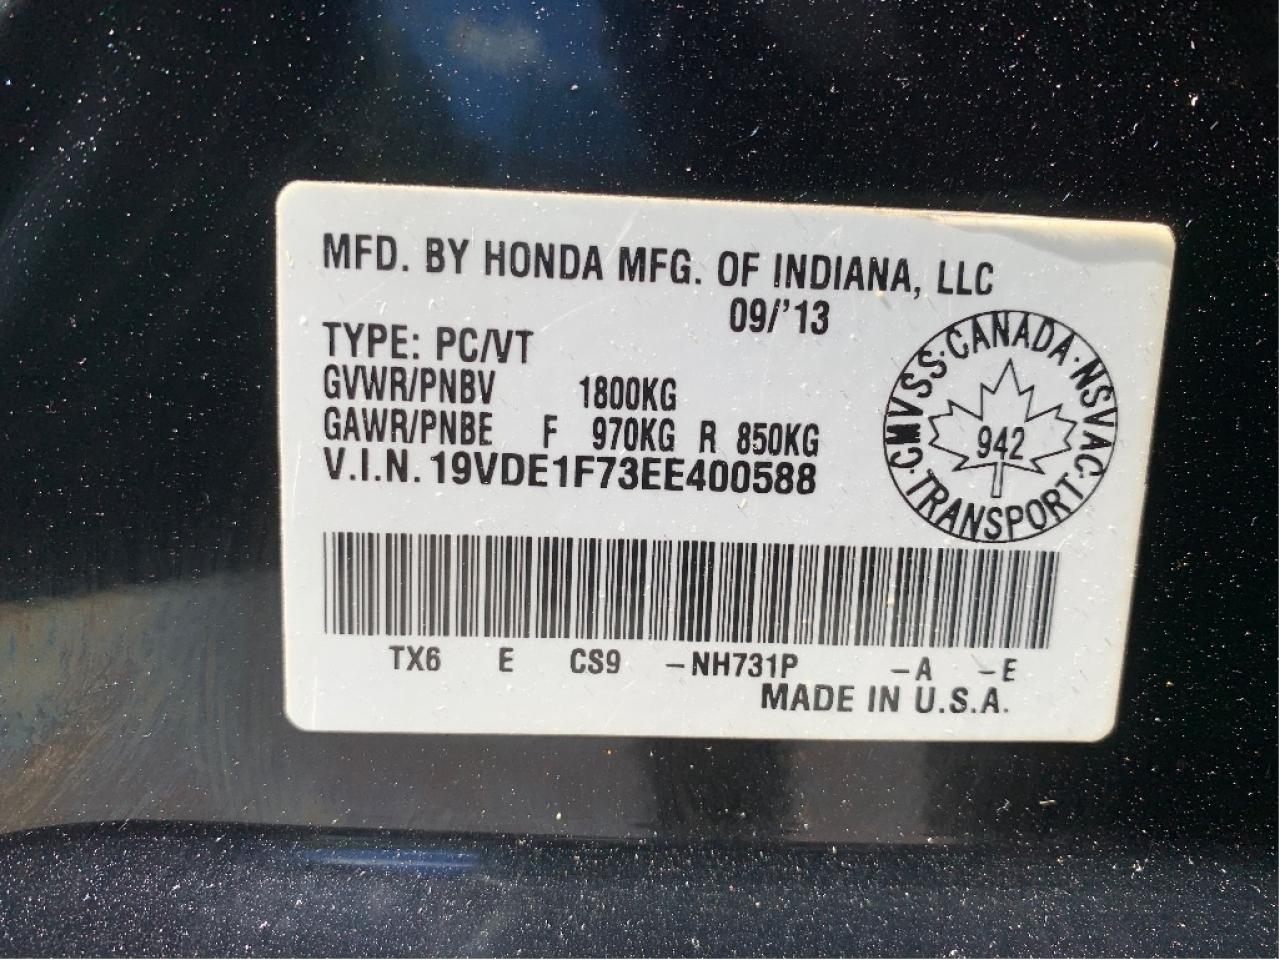 MFD. BY HONDA MFG. OF INDIANA, LLC
09/'13
TYPE: PC/VT
GVWR/PNBV 1800KG
GAWR/PNBE F 970KG R 850KG
V.I.N. 19VDE1F73EE400588
CMVSS·CANADA·NSVAC·TRANSPORT·
942
TX6 E CS9 -NH731P -A -E
MADE IN U.S.A.